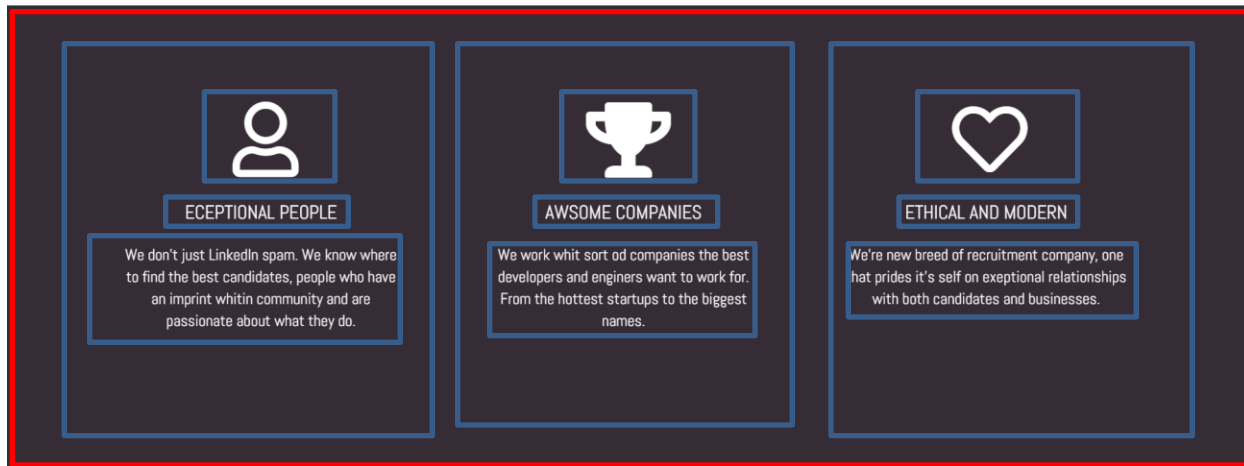 ECEPTIONAL PEOPLE
We don't just LinkedIn spam. We know where
to find the best candidates, people who have
an imprint whitin community and are
passionate about what they do.
AWSOME COMPANIES
We work whit sort od companies the best
developers and enginers want to work for.
From the hottest startups to the biggest
names.
ETHICAL AND MODERN
We're new breed of recruitment company, one
hat prides it's self on exeptional relationships
with both candidates and businesses.